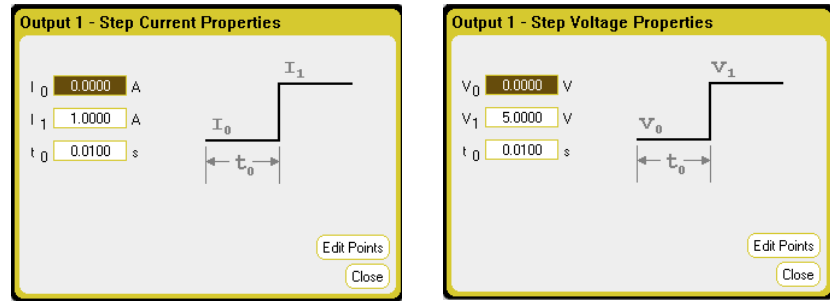 Output 1 - Step Current Properties
I 0 0.0000 A
I 1 1.0000 A
t 0 0.0100 s
I1
I0
t0
Edit Points
Close
Output 1 - Step Voltage Properties
V0 0.0000 V
V1 5.0000 V
t 0 0.0100 s
V1
V0
t0
Edit Points
Close